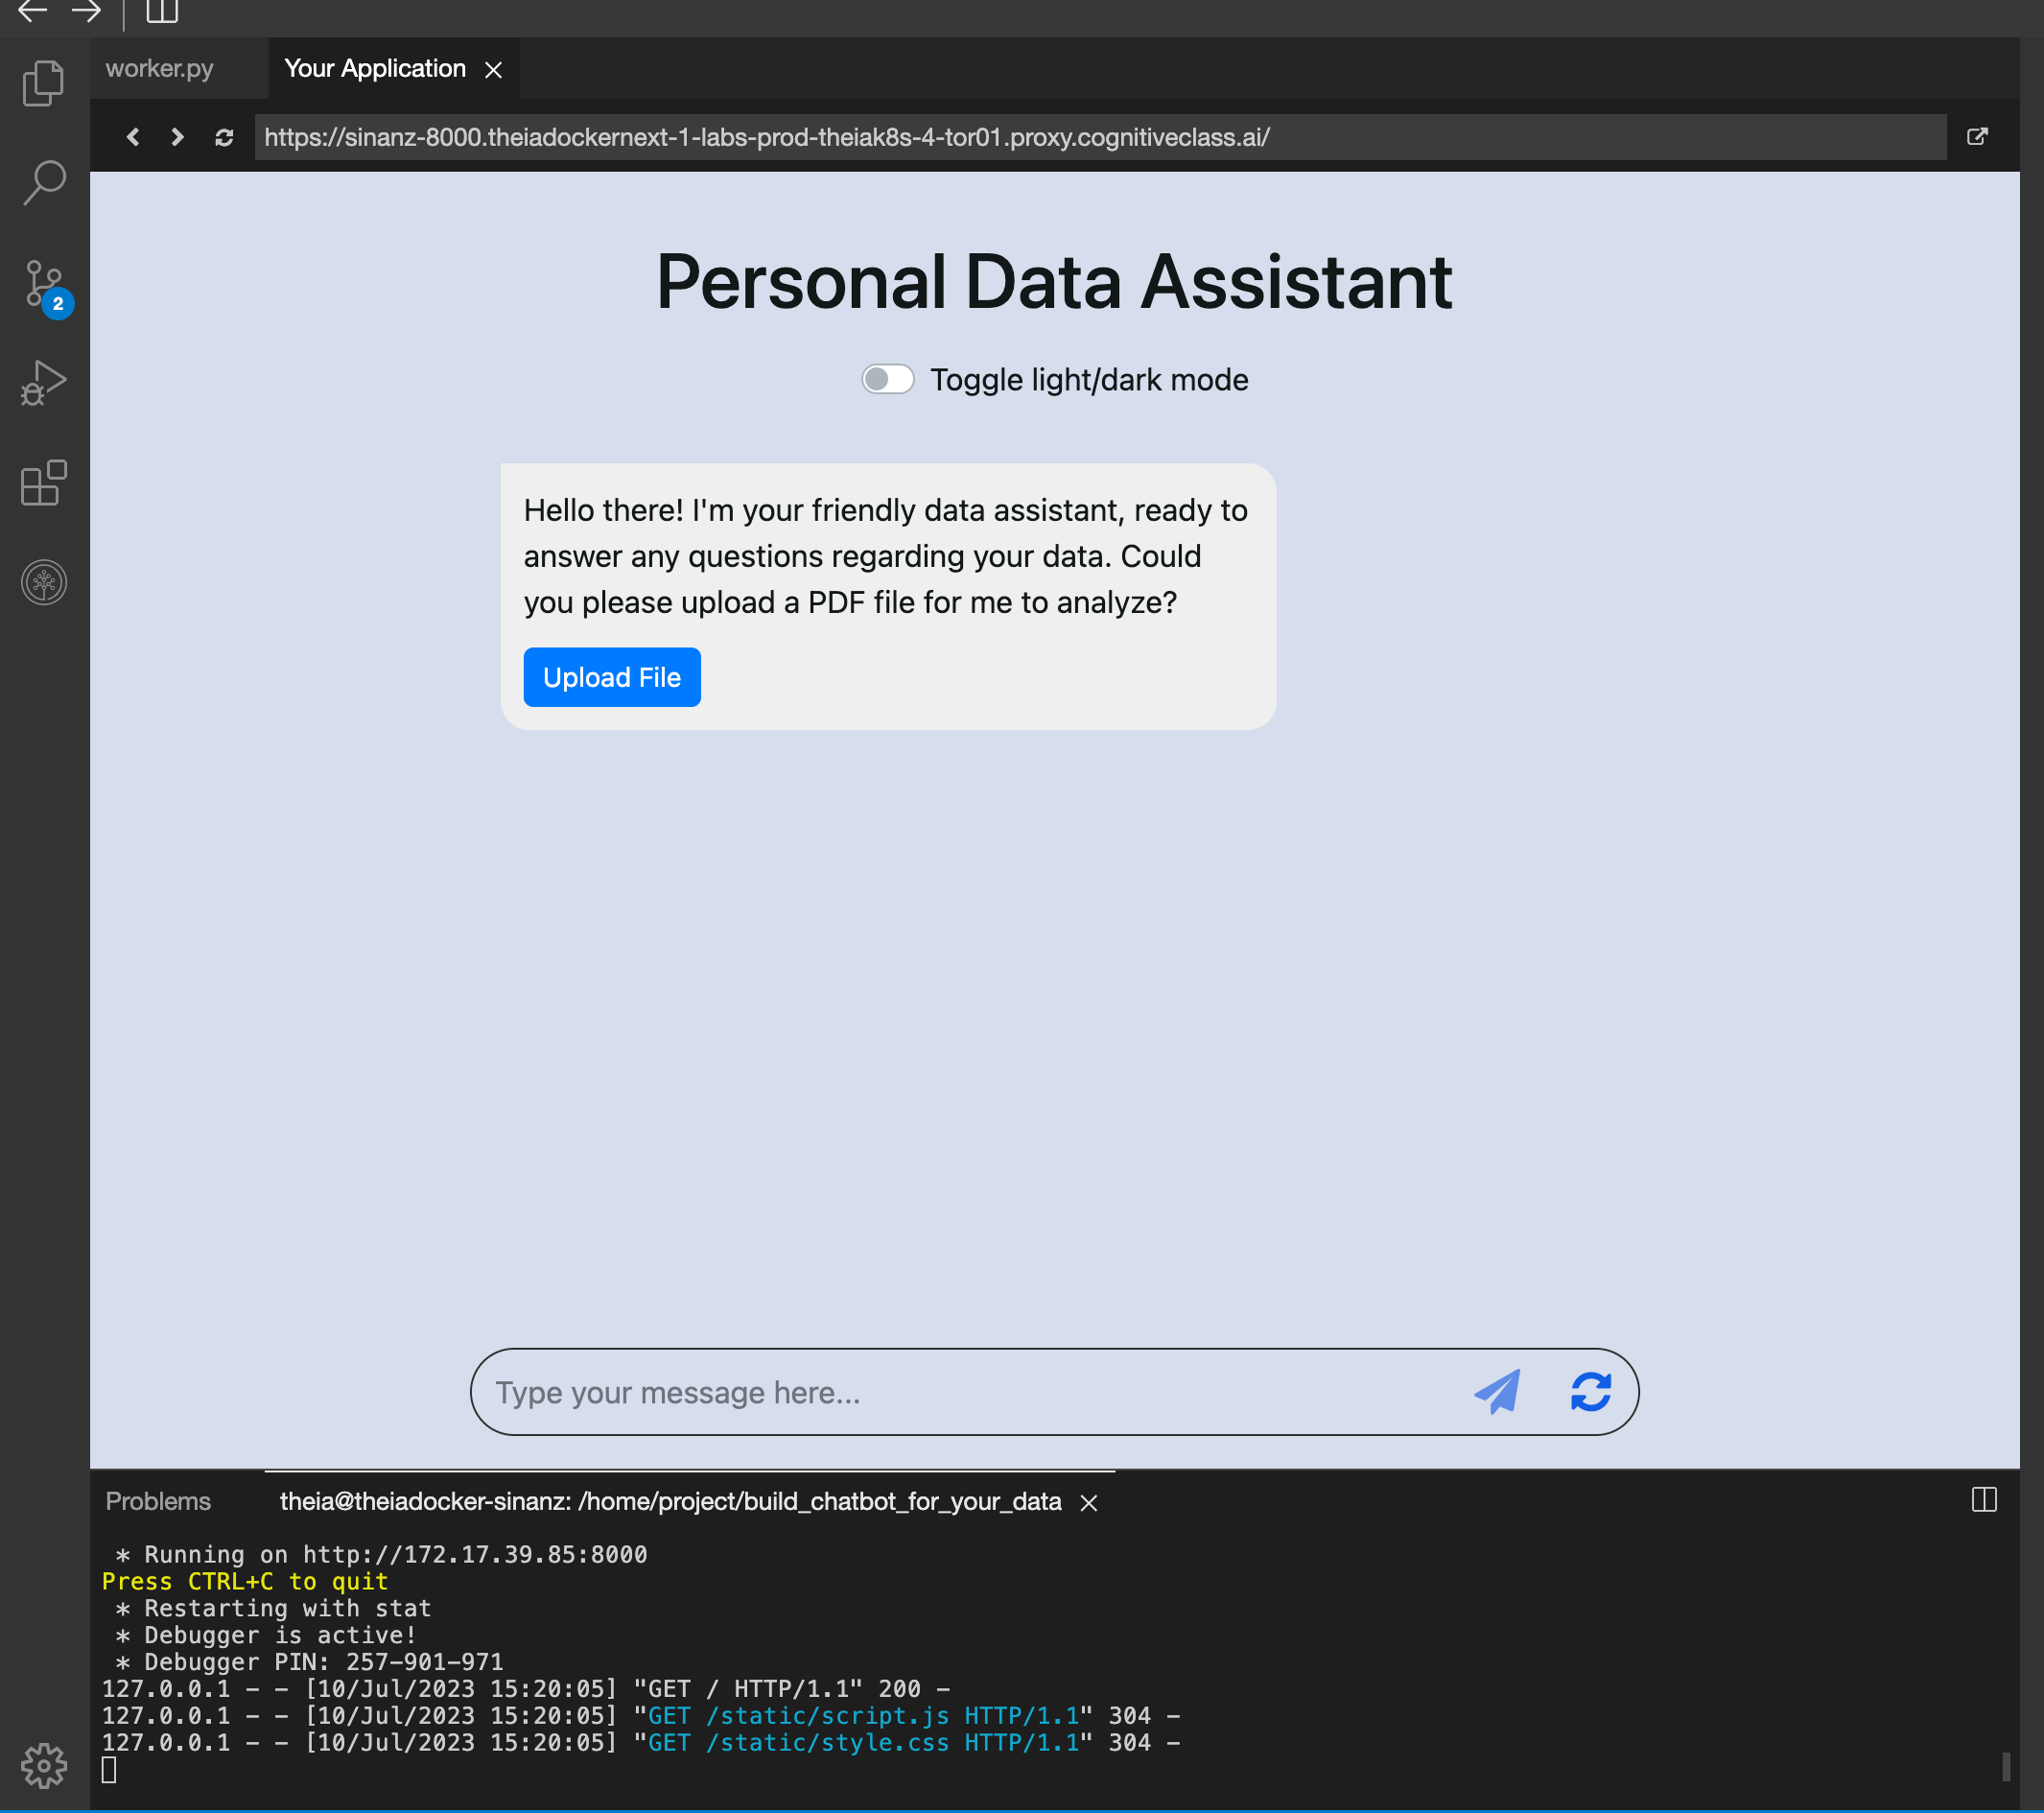 worker.py
Your Application
https://sinanz-8000.theiadockernext-1-labs-prod-theiak8s-4-tor01.proxy.cognitiveclass.ai/
Personal Data Assistant
Toggle light/dark mode
Hello there! I'm your friendly data assistant, ready to
answer any questions regarding your data. Could
you please upload a PDF file for me to analyze?
Upload File
2
Type your message here...
Problems
theia@theiadocker-sinanz: /home/project/build_chatbot_for_your_data
* Running on http://172.17.39.85:8000
Press CTRL+C to quit
* Restarting with stat
* Debugger is active!
* Debugger PIN: 257-901-971
127.0.0.1 - - [10/Jul/2023 15:20:05] "GET / HTTP/1.1" 200 -
127.0.0.1 - - [10/Jul/2023 15:20:05] "GET /static/script.js HTTP/1.1" 304 -
127.0.0.1 - - [10/Jul/2023 15:20:05] "GET /static/style.css HTTP/1.1" 304 -